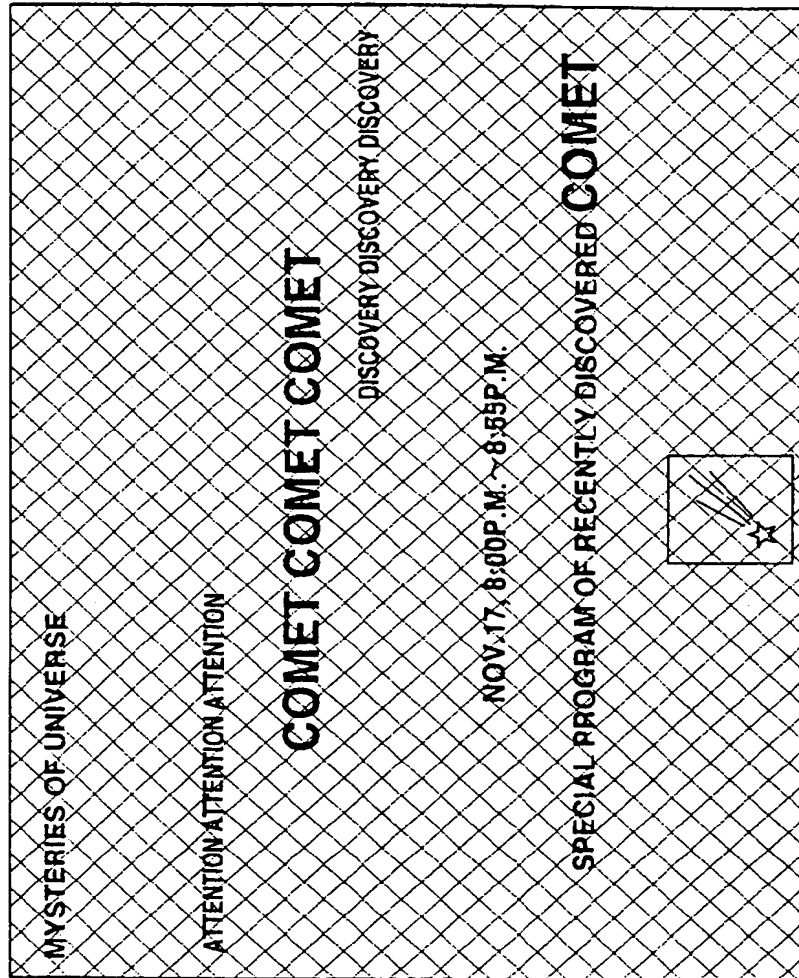 MYSTERIES OF UNIVERSE
ATTENTION ATTENTION ATTENTION
COMET COMET COMET
DISCOVERY DISCOVERY DISCOVERY
NOV.17, 8:00P.M.~8:55P.M.
SPECIAL PROGRAM OF RECENTLY DISCOVERED COMET